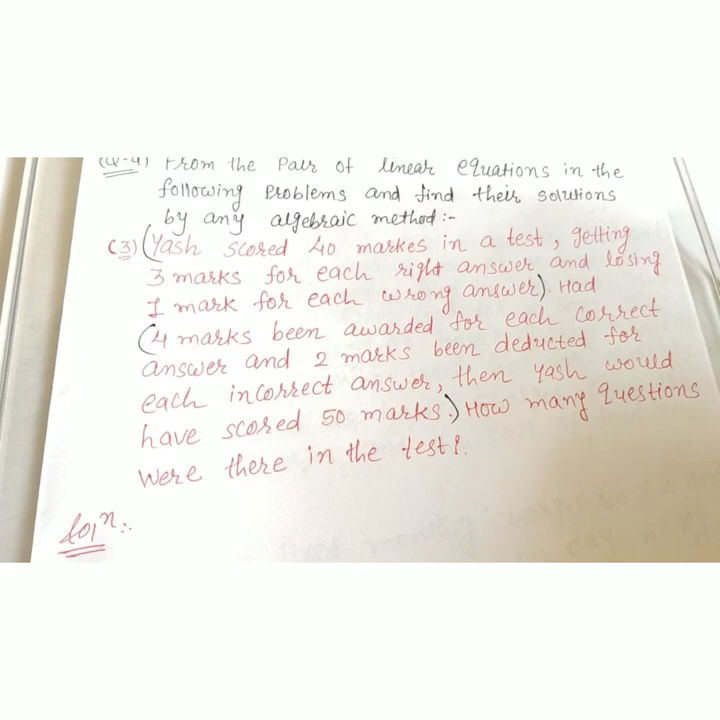 (Q-4) From the Pair of linear equations in the
following Problems and find their solutions
by any algebraic method :-
(3) (Yash scored 40 markes in a test, getting
3 marks for each right answer and losing
1 mark for each wrong answer). Had
(4 marks been awarded for each correct
answer and 2 marks been deducted for
each incorrect answer, then Yash would
have scored 50 marks.) How many questions
were there in the test?
Solⁿ: